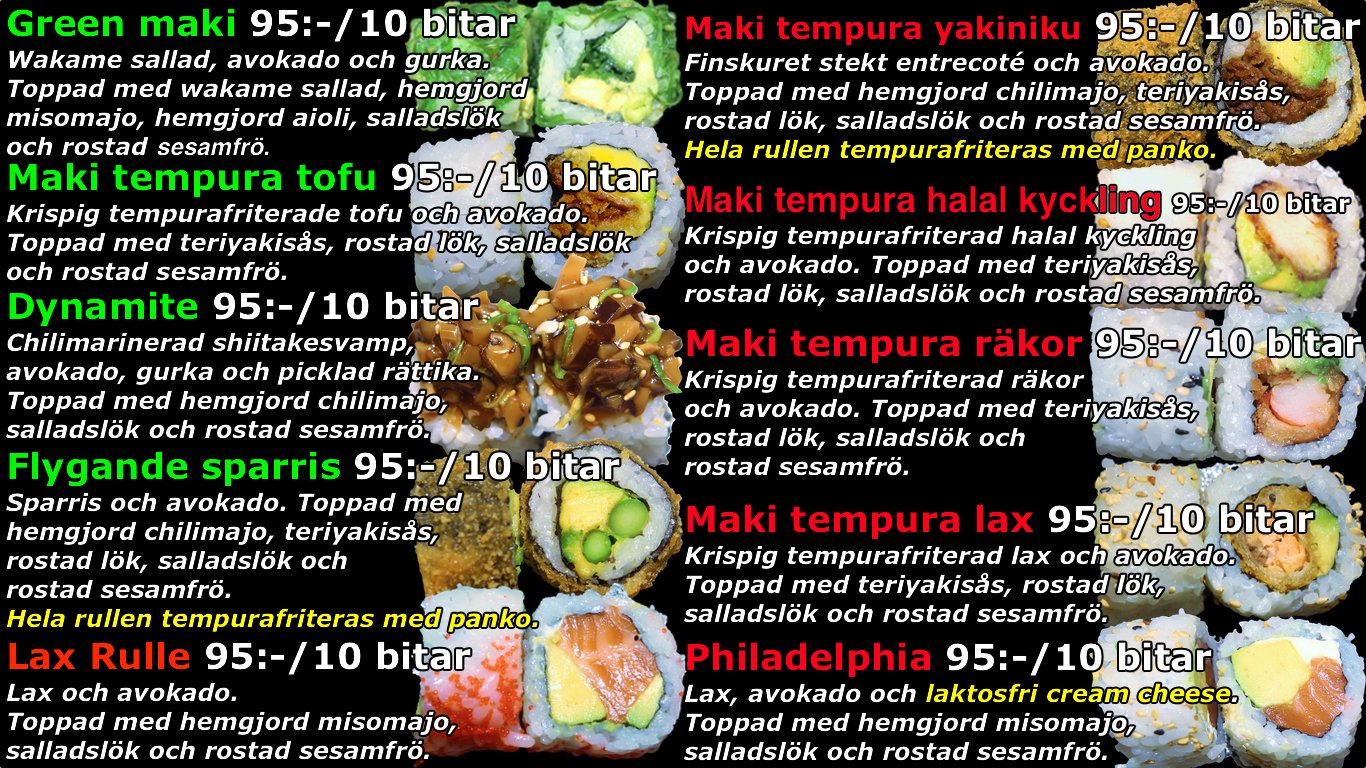 Green maki 95:-/10 bitar
Wakame sallad, avokado och gurka.
Toppad med wakame sallad, hemgjord
misomajo, hemgjord aioli, salladslök
och rostad sesamfrö.
Maki tempura tofu 95:-/10 bitar
Krispig tempurafriterade tofu och avokado.
Toppad med teriyakisås, rostad lök, salladslök
och rostad sesamfrö.
Dynamite 95:-/10 bitar
Chilimarinerad shiitakesvamp,
avokado, gurka och picklad rättika.
Toppad med hemgjord chilimajo,
salladslök och rostad sesamfrö.
Flygande sparris 95:-/10 bitar
Sparris och avokado. Toppad med
hemgjord chilimajo, teriyakisås,
rostad lök, salladslök och
rostad sesamfrö.
Hela rullen tempurafriteras med panko.
Lax Rulle 95:-/10 bitar
Lax och avokado.
Toppad med hemgjord misomajo,
salladslök och rostad sesamfrö.
Maki tempura yakiniku 95:-/10 bitar
Finskuret stekt entrecoté och avokado.
Toppad med hemgjord chilimajo, teriyakisås,
rostad lök, salladslök och rostad sesamfrö.
Hela rullen tempurafriteras med panko.
Maki tempura halal kyckling 95:-/10 bitar
Krispig tempurafriterad halal kyckling
och avokado. Toppad med teriyakisås,
rostad lök, salladslök och rostad sesamfrö.
Maki tempura räkor 95:-/10 bitar
Krispig tempurafriterad räkor
och avokado. Toppad med teriyakisås,
rostad lök, salladslök och
rostad sesamfrö.
Maki tempura lax 95:-/10 bitar
Krispig tempurafriterad lax och avokado.
Toppad med teriyakisås, rostad lök,
salladslök och rostad sesamfrö.
Philadelphia 95:-/10 bitar
Lax, avokado och laktosfri cream cheese.
Toppad med hemgjord misomajo,
salladslök och rostad sesamfrö.